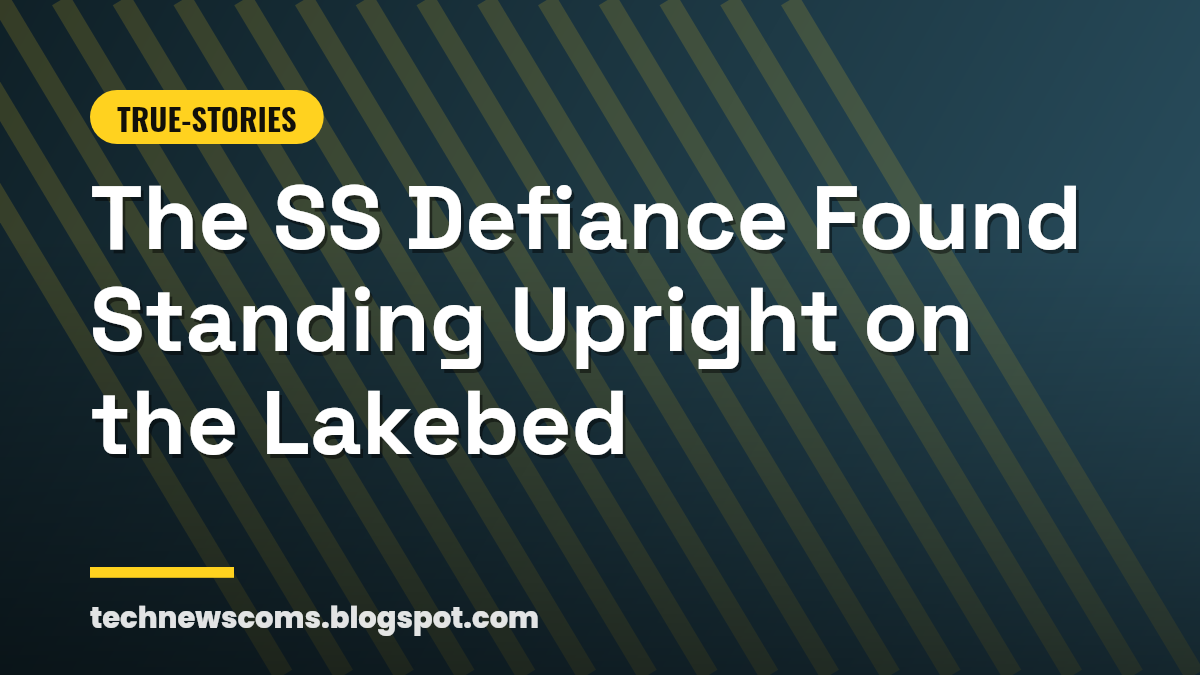 TRUE-STORIES
The SS Defiance Found
Standing Upright on
the Lakebed
technewscoms.blogspot.com